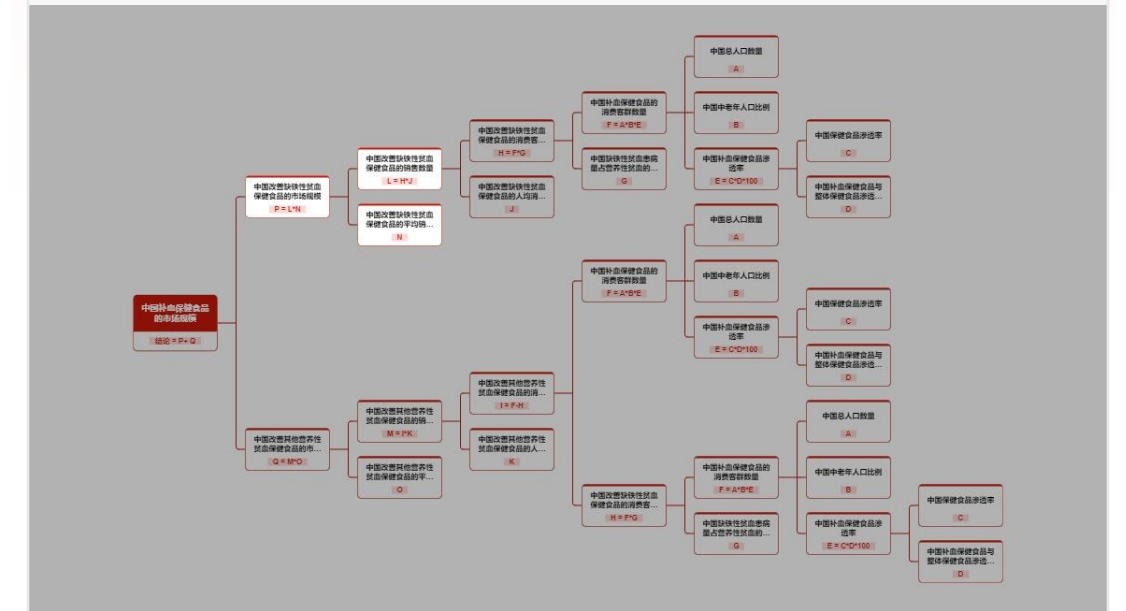 中国总人口数量
A
中国补血保健食品的
消费客群数量
F = A*B*E
中国中老年人口比例
B
中国改善缺铁性贫血
保健食品的消费客...
H = F*G
中国保健食品渗透率
C
中国改善缺铁性贫血
保健食品的销售数量
L = H*J
中国缺铁性贫血患病
量占营养性贫血的...
G
中国补血保健食品渗
透率
E = C*D*100
中国改善缺铁性贫血
保健食品的市场规模
P = L*N
中国改善缺铁性贫血
保健食品的人均消...
J
中国补血保健食品与
整体保健食品渗透...
D
中国改善缺铁性贫血
保健食品的平均销...
N
中国总人口数量
A
中国补血保健食品的
消费客群数量
F = A*B*E
中国中老年人口比例
B
中国补血保健食品
的市场规模
结论 = P+ Q
中国保健食品渗透率
C
中国补血保健食品渗
透率
E = C*D*100
中国补血保健食品与
整体保健食品渗透...
D
中国改善其他营养性
贫血保健食品的消...
I = F-H
中国改善其他营养性
贫血保健食品的销...
M = I*K
中国总人口数量
A
中国改善其他营养性
贫血保健食品的市...
Q = M*O
中国改善其他营养性
贫血保健食品的人...
K
中国改善其他营养性
贫血保健食品的平...
O
中国补血保健食品的
消费客群数量
F = A*B*E
中国中老年人口比例
B
中国改善缺铁性贫血
保健食品的消费客...
H = F*G
中国保健食品渗透率
C
中国缺铁性贫血患病
量占营养性贫血的...
G
中国补血保健食品渗
透率
E = C*D*100
中国补血保健食品与
整体保健食品渗透...
D